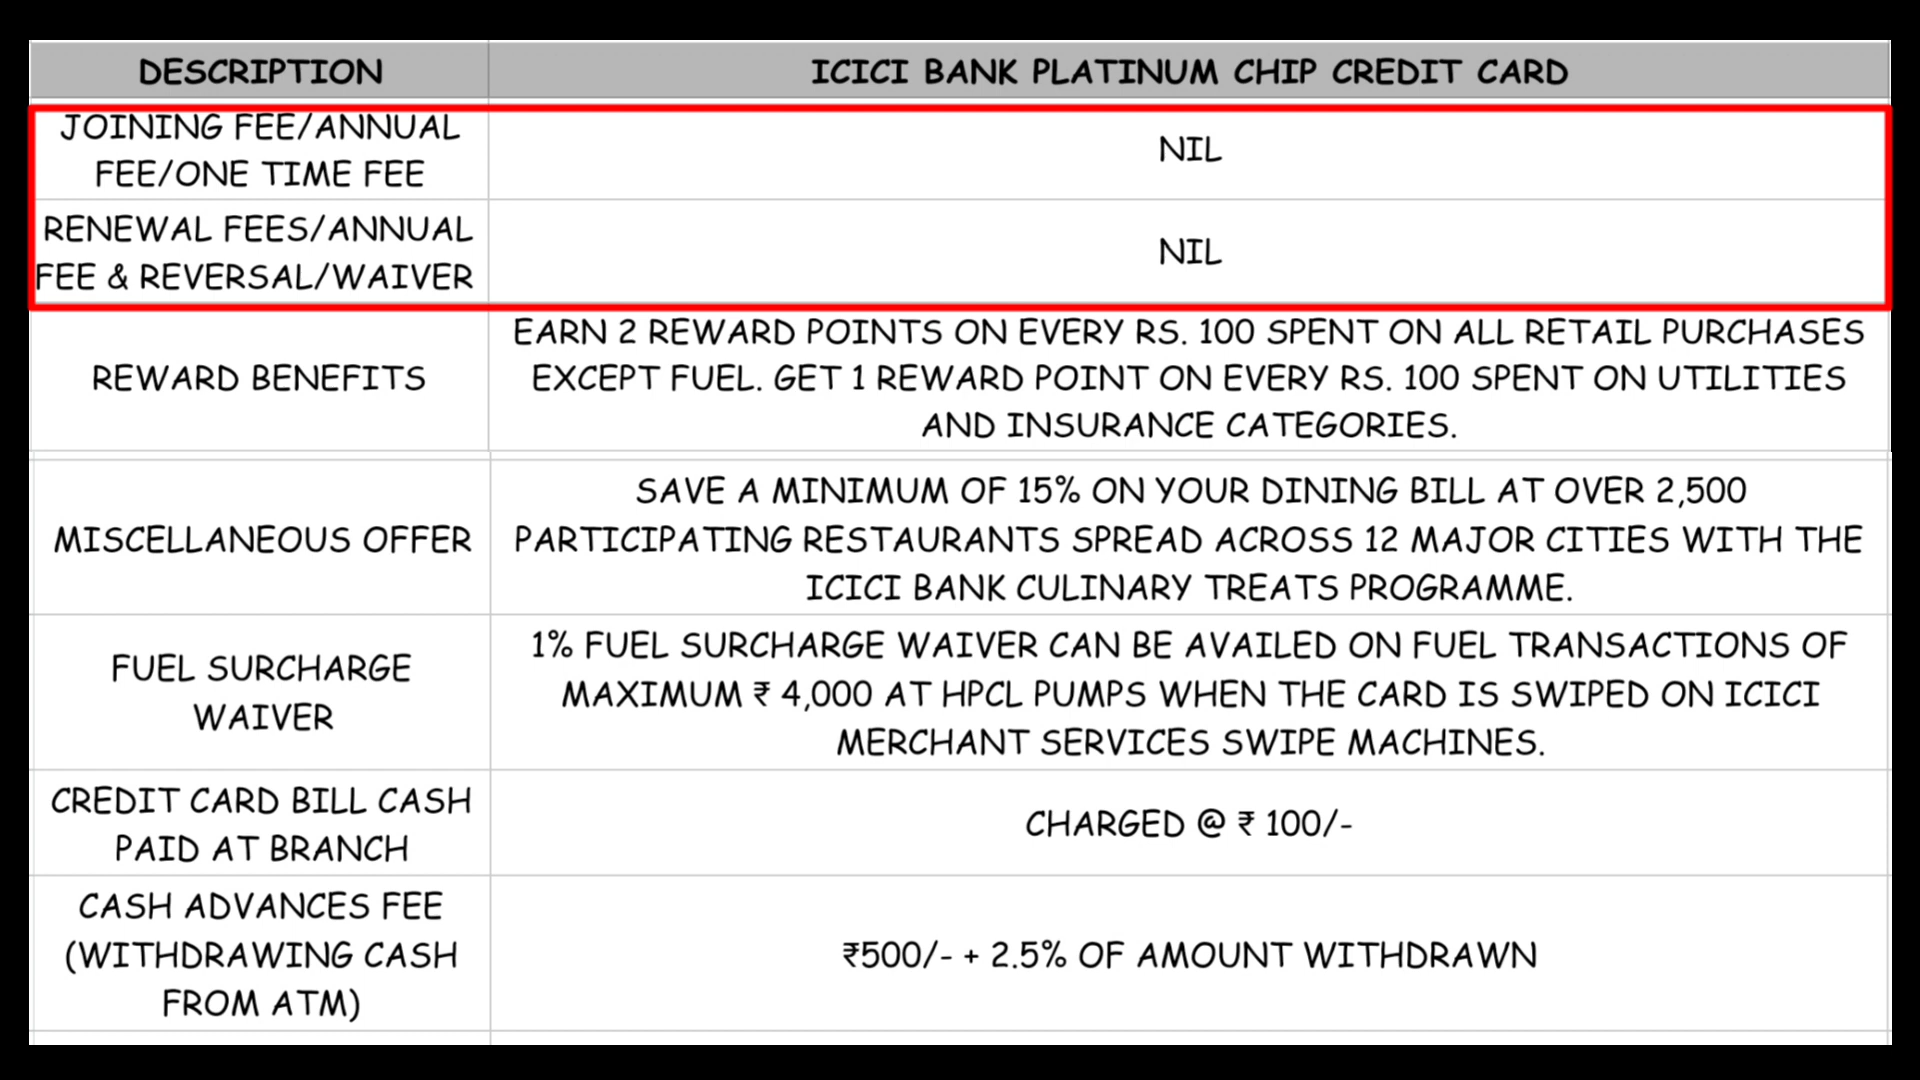 DESCRIPTION
ICICI BANK PLATINUM CHIP CREDIT CARD
JOINING FEE/ANNUAL
FEE/ONE TIME FEE
NIL
RENEWAL FEES/ANNUAL
FEE & REVERSAL/WAIVER
NIL
REWARD BENEFITS
EARN 2 REWARD POINTS ON EVERY RS. 100 SPENT ON ALL RETAIL PURCHASES
EXCEPT FUEL. GET 1 REWARD POINT ON EVERY RS. 100 SPENT ON UTILITIES
AND INSURANCE CATEGORIES.
MISCELLANEOUS OFFER
SAVE A MINIMUM OF 15% ON YOUR DINING BILL AT OVER 2,500
PARTICIPATING RESTAURANTS SPREAD ACROSS 12 MAJOR CITIES WITH THE
ICICI BANK CULINARY TREATS PROGRAMME.
FUEL SURCHARGE
WAIVER
1% FUEL SURCHARGE WAIVER CAN BE AVAILED ON FUEL TRANSACTIONS OF
MAXIMUM ₹ 4,000 AT HPCL PUMPS WHEN THE CARD IS SWIPED ON ICICI
MERCHANT SERVICES SWIPE MACHINES.
CREDIT CARD BILL CASH
PAID AT BRANCH
CHARGED @ ₹ 100/-
CASH ADVANCES FEE
(WITHDRAWING CASH
FROM ATM)
₹500/- + 2.5% OF AMOUNT WITHDRAWN